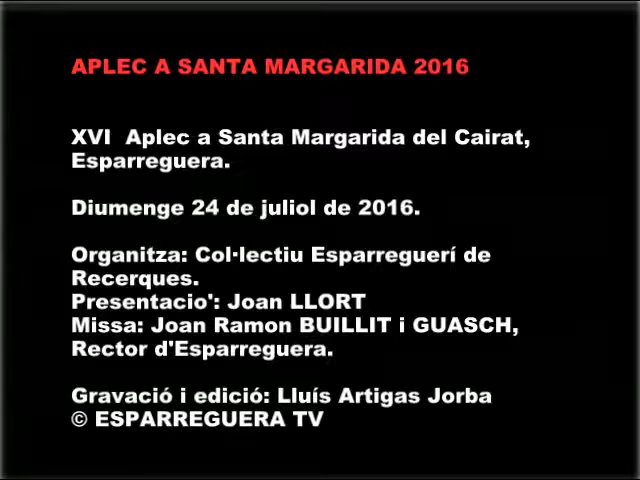 APLEC A SANTA MARGARIDA 2016
XVI  Aplec a Santa Margarida del Cairat,
Esparreguera.
Diumenge 24 de juliol de 2016.
Organitza: Col·lectiu Esparreguerí de
Recerques.
Presentacio': Joan LLORT
Missa: Joan Ramon BUILLIT i GUASCH,
Rector d'Esparreguera.
Gravació i edició: Lluís Artigas Jorba
© ESPARREGUERA TV